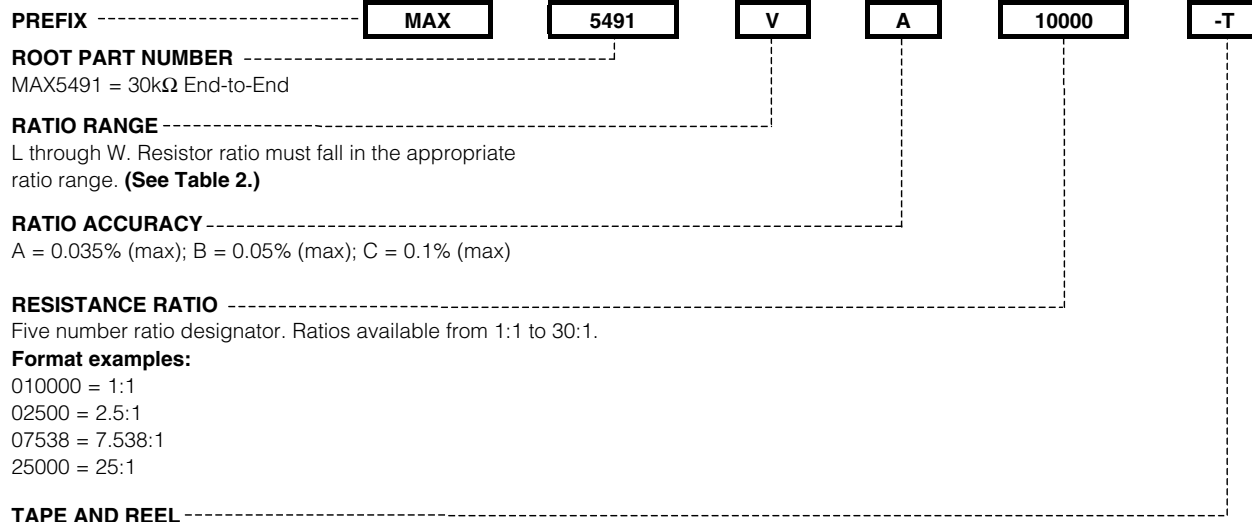 PREFIX MAX 5491 V A 10000 -T
ROOT PART NUMBER
MAX5491 = 30kΩ End-to-End
RATIO RANGE
L through W. Resistor ratio must fall in the appropriate
ratio range. (See Table 2.)
RATIO ACCURACY
A = 0.035% (max); B = 0.05% (max); C = 0.1% (max)
RESISTANCE RATIO
Five number ratio designator. Ratios available from 1:1 to 30:1.
Format examples:
010000 = 1:1
02500 = 2.5:1
07538 = 7.538:1
25000 = 25:1
TAPE AND REEL